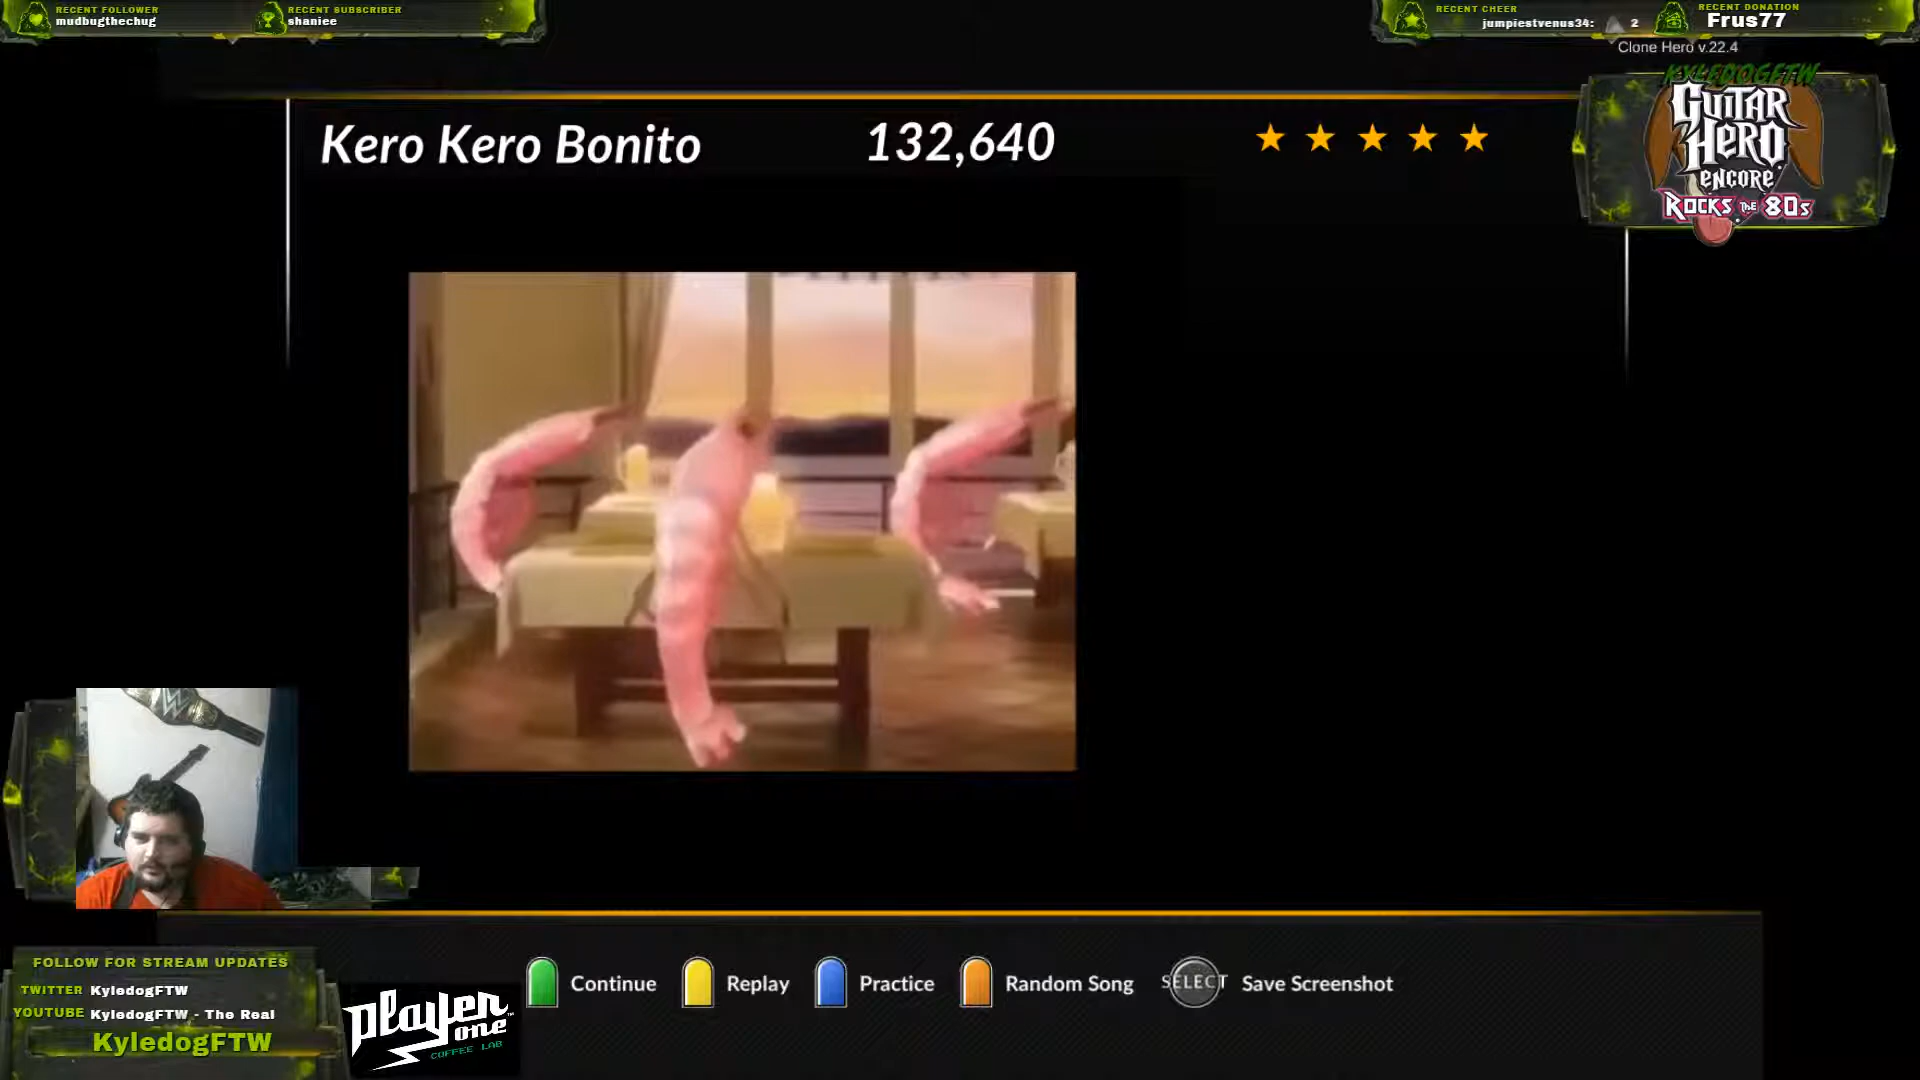 RECENT FOLLOWER
mudbugthechug
RECENT SUBSCRIBER
shaniee
RECENT CHEER
jumpiestvenus34: 2
RECENT DONATION
Frus77
Clone Hero v.22.4
KYLEDOGFTW
GUITAR
HERO
ENCORE
ROCKS THE 80s
Kero Kero Bonito
132,640
FOLLOW FOR STREAM UPDATES
TWITTER KyledogFTW
YOUTUBE KyledogFTW - The Real
KyledogFTW
player
one
COFFEE LAB
Continue
Replay
Practice
Random Song
SELECT
Save Screenshot